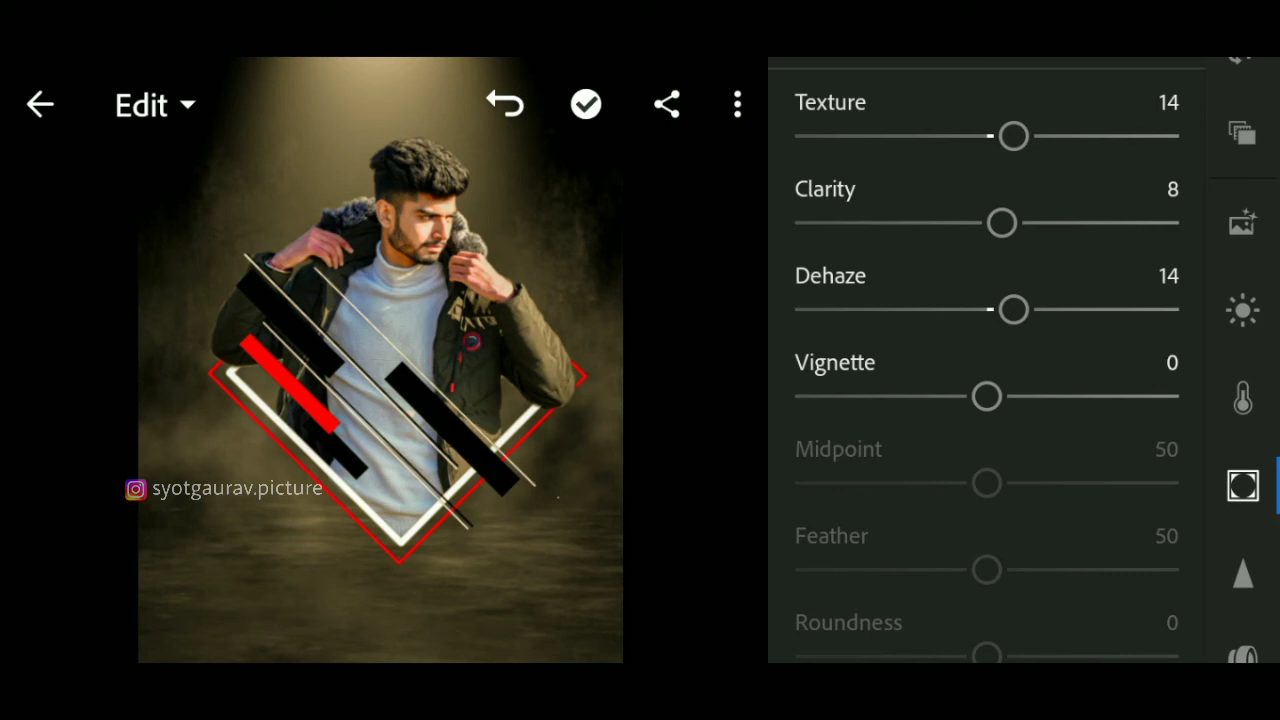 Edit
Texture 14
Clarity 8
Dehaze 14
Vignette 0
Midpoint 50
Feather 50
Roundness 0
syotgaurav.picture